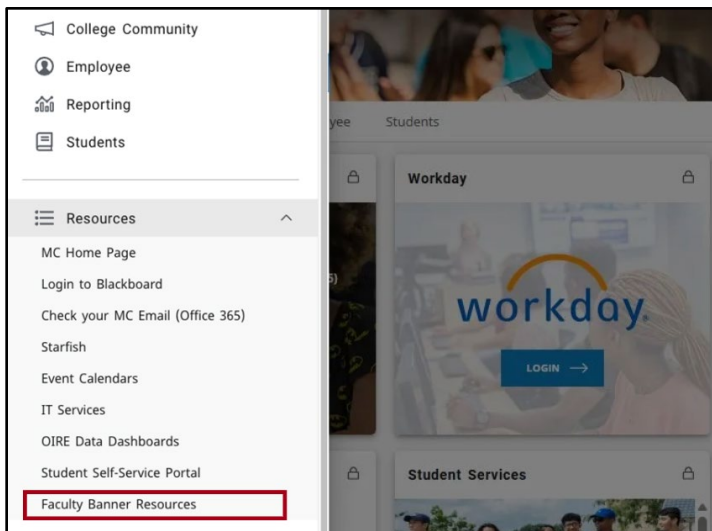 College Community
Employee
Reporting
Students
Resources
MC Home Page
Login to Blackboard
Check your MC Email (Office 365)
Starfish
Event Calendars
IT Services
OIRE Data Dashboards
Student Self-Service Portal
Faculty Banner Resources
yee
Students
5)
Workday
workday.
LOGIN →
Student Services